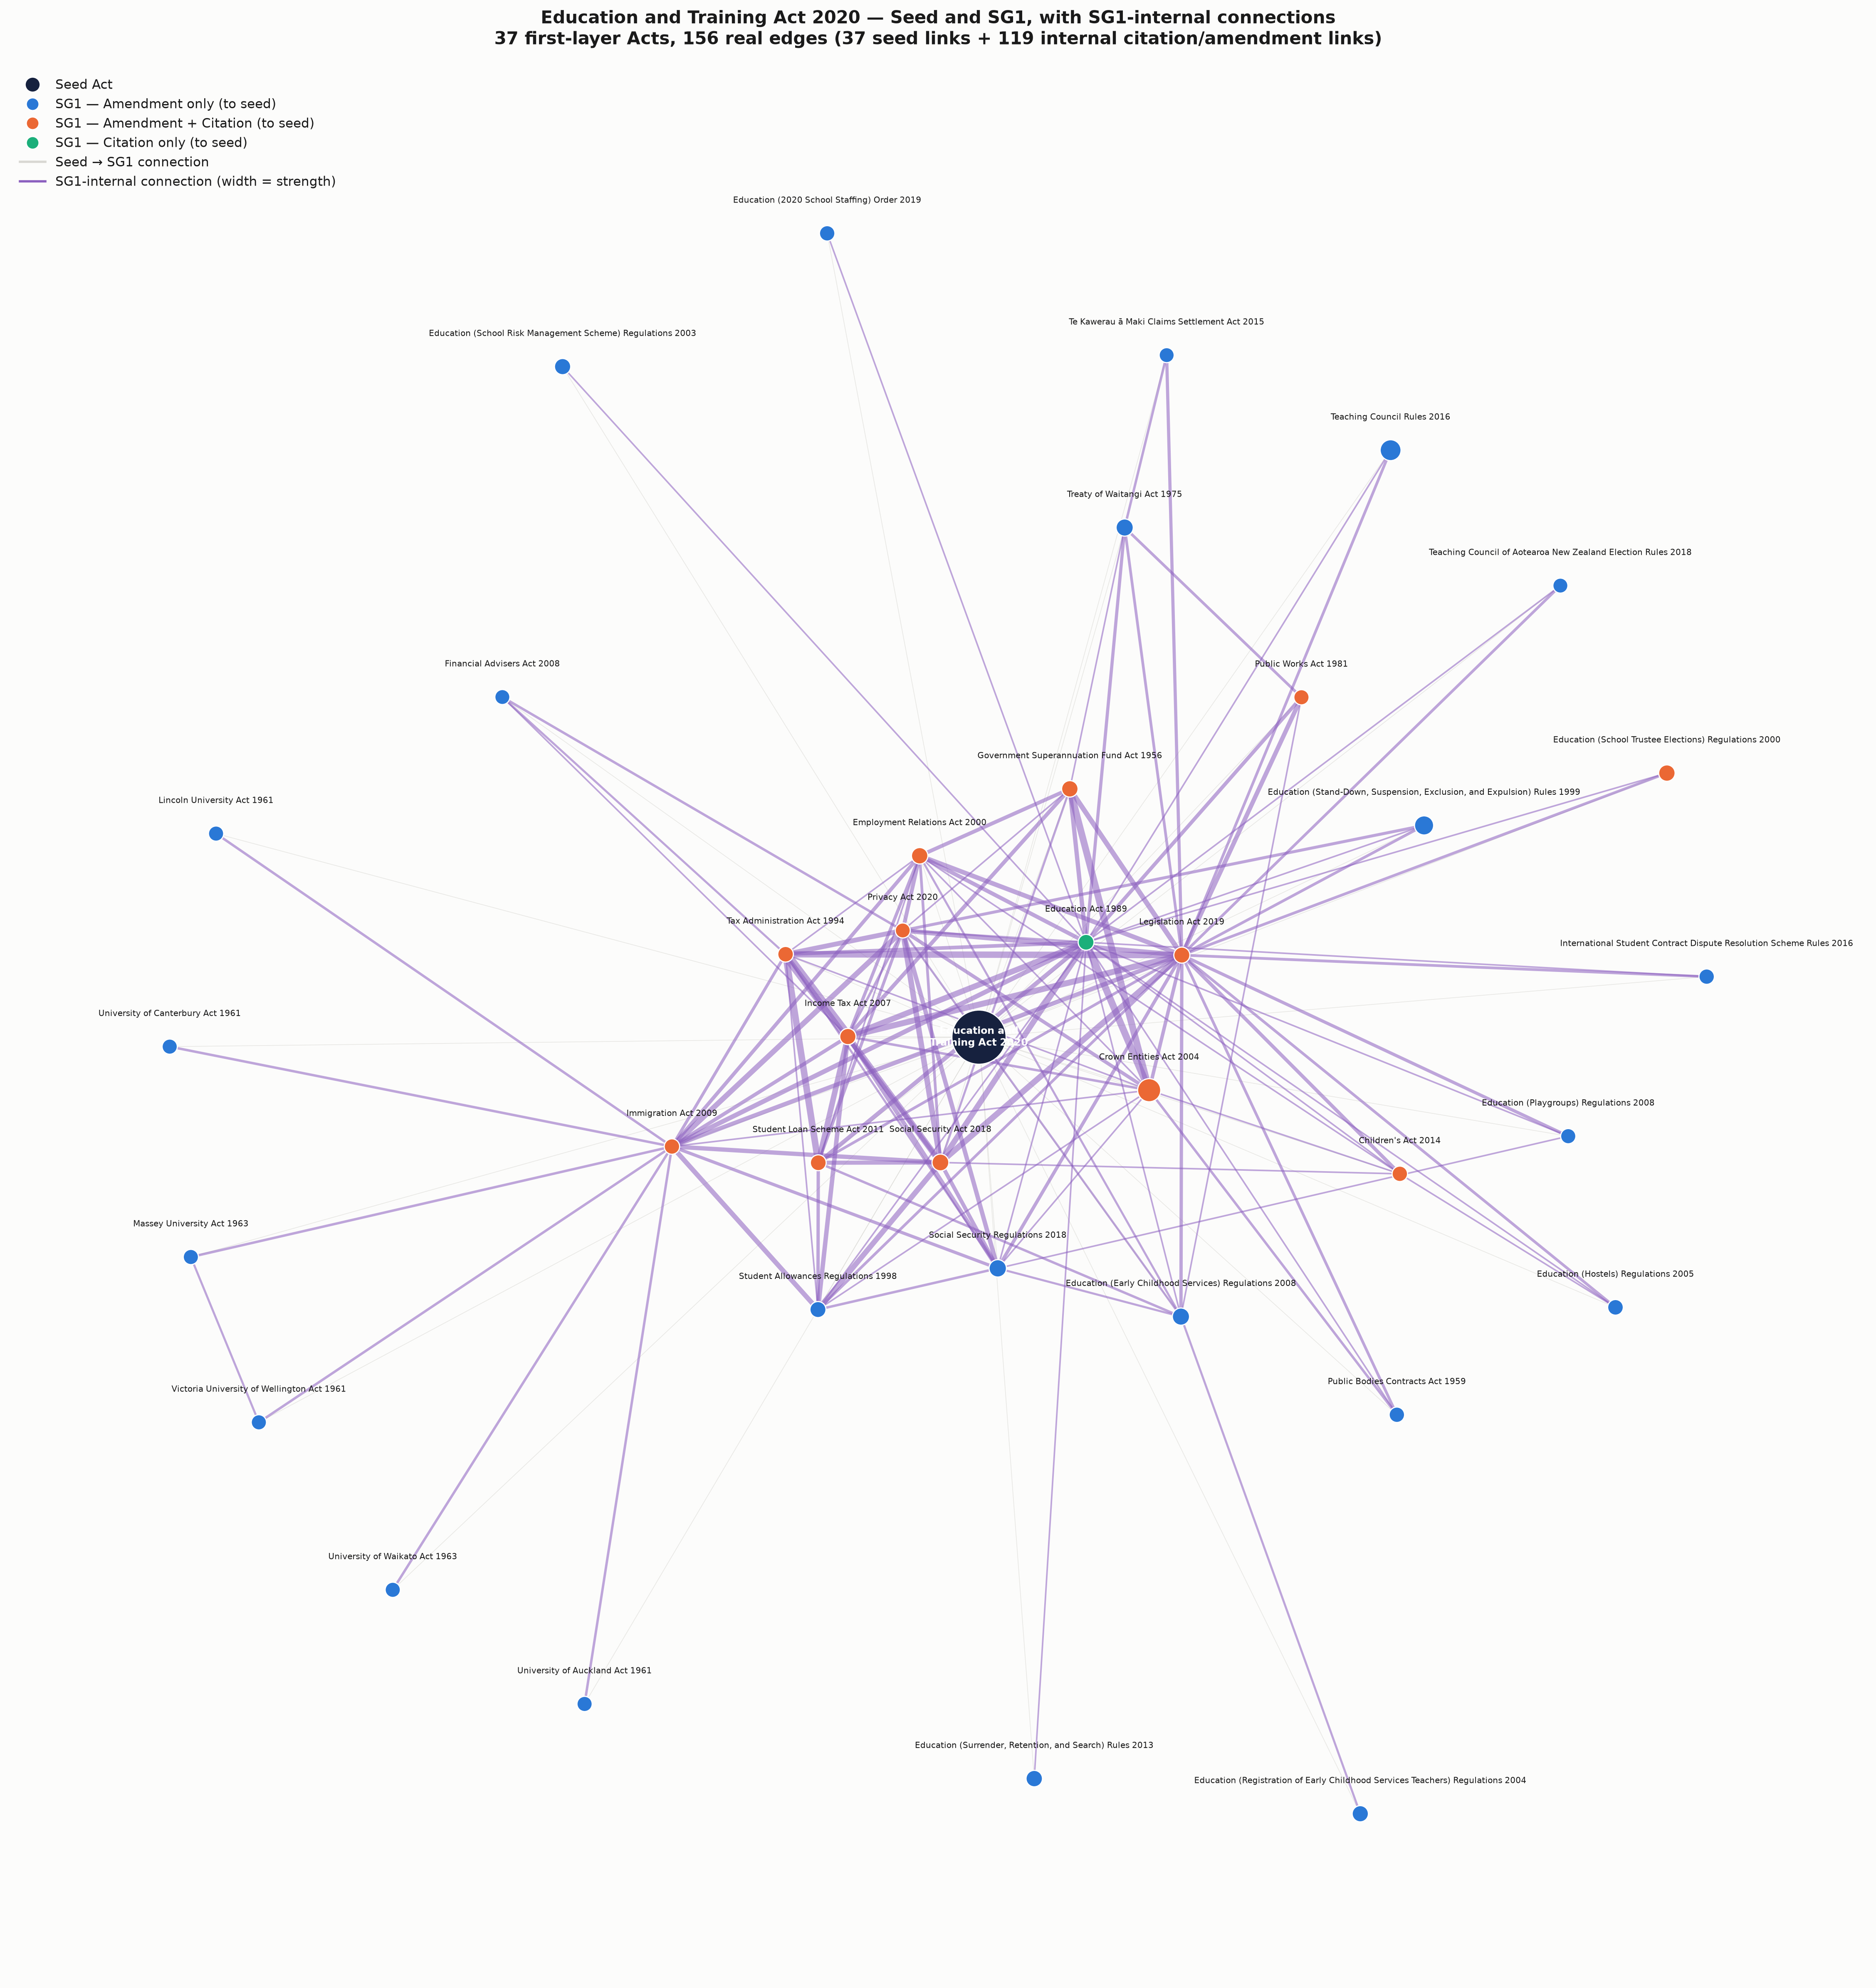 Education and Training Act 2020 — Seed and SG1, with SG1-internal connections
37 first-layer Acts, 156 real edges (37 seed links + 119 internal citation/amendment links)
Seed Act
SG1 — Amendment only (to seed)
SG1 — Amendment + Citation (to seed)
SG1 — Citation only (to seed)
Seed → SG1 connection
SG1-internal connection (width = strength)
Education (2020 School Staffing) Order 2019
Te Kawerau ā Maki Claims Settlement Act 2015
Education (School Risk Management Scheme) Regulations 2003
Teaching Council Rules 2016
Treaty of Waitangi Act 1975
Teaching Council of Aotearoa New Zealand Election Rules 2018
Financial Advisers Act 2008
Public Works Act 1981
Education (School Trustee Elections) Regulations 2000
Government Superannuation Fund Act 1956
Education (Stand-Down, Suspension, Exclusion, and Expulsion) Rules 1999
Lincoln University Act 1961
Employment Relations Act 2000
Privacy Act 2020
Education Act 1989
Tax Administration Act 1994
Legislation Act 2019
International Student Contract Dispute Resolution Scheme Rules 2016
Income Tax Act 2007
University of Canterbury Act 1961
ducation a
raining Act 2
Crown Entities Act 2004
Education (Playgroups) Regulations 2008
Immigration Act 2009
Student Loan Scheme Act 2011
Social Security Act 2018
Children's Act 2014
Massey University Act 1963
Social Security Regulations 2018
Education (Hostels) Regulations 2005
Student Allowances Regulations 1998
Education (Early Childhood Services) Regulations 2008
Public Bodies Contracts Act 1959
Victoria University of Wellington Act 1961
University of Waikato Act 1963
University of Auckland Act 1961
Education (Surrender, Retention, and Search) Rules 2013
Education (Registration of Early Childhood Services Teachers) Regulations 2004